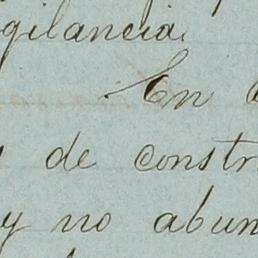 gilancia.
En
de constr
y no abun